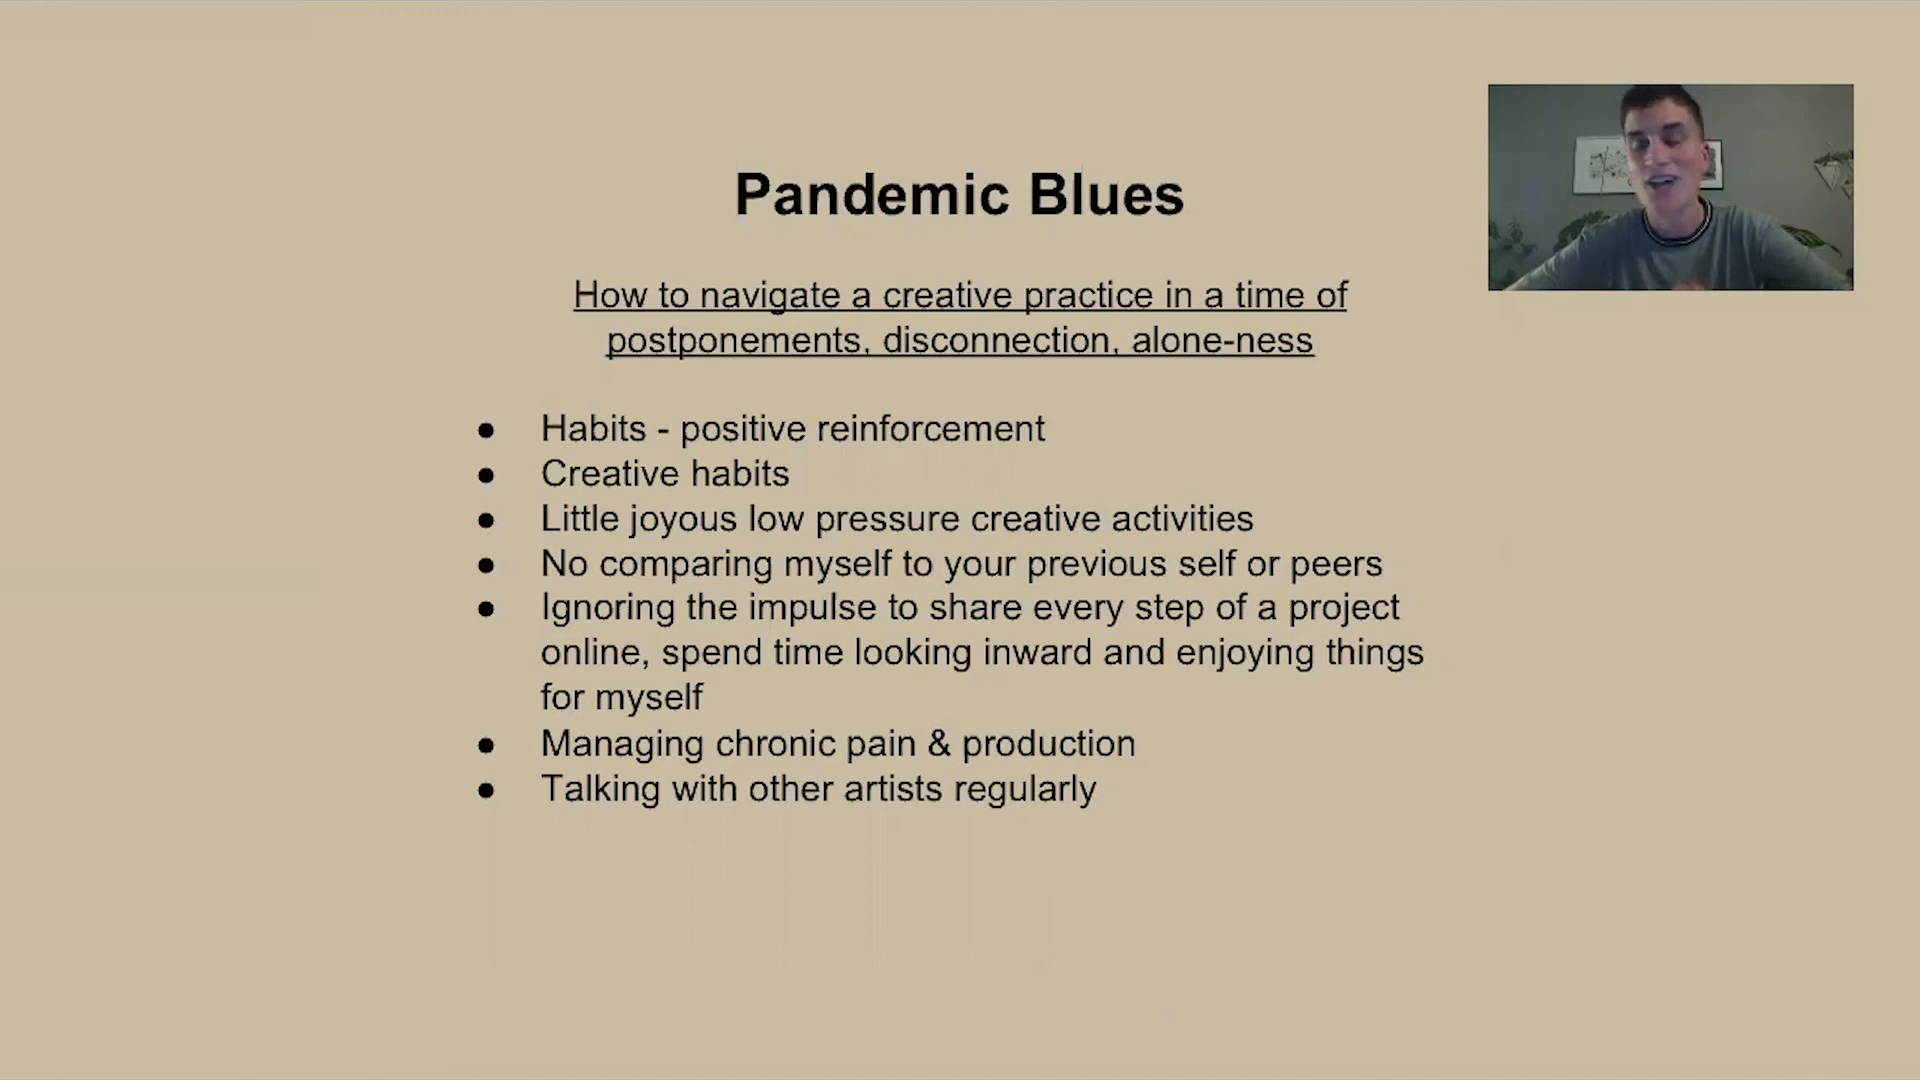 Pandemic Blues
How to navigate a creative practice in a time of
postponements, disconnection, alone-ness
● Habits - positive reinforcement
● Creative habits
● Little joyous low pressure creative activities
● No comparing myself to your previous self or peers
● Ignoring the impulse to share every step of a project
online, spend time looking inward and enjoying things
for myself
● Managing chronic pain & production
● Talking with other artists regularly